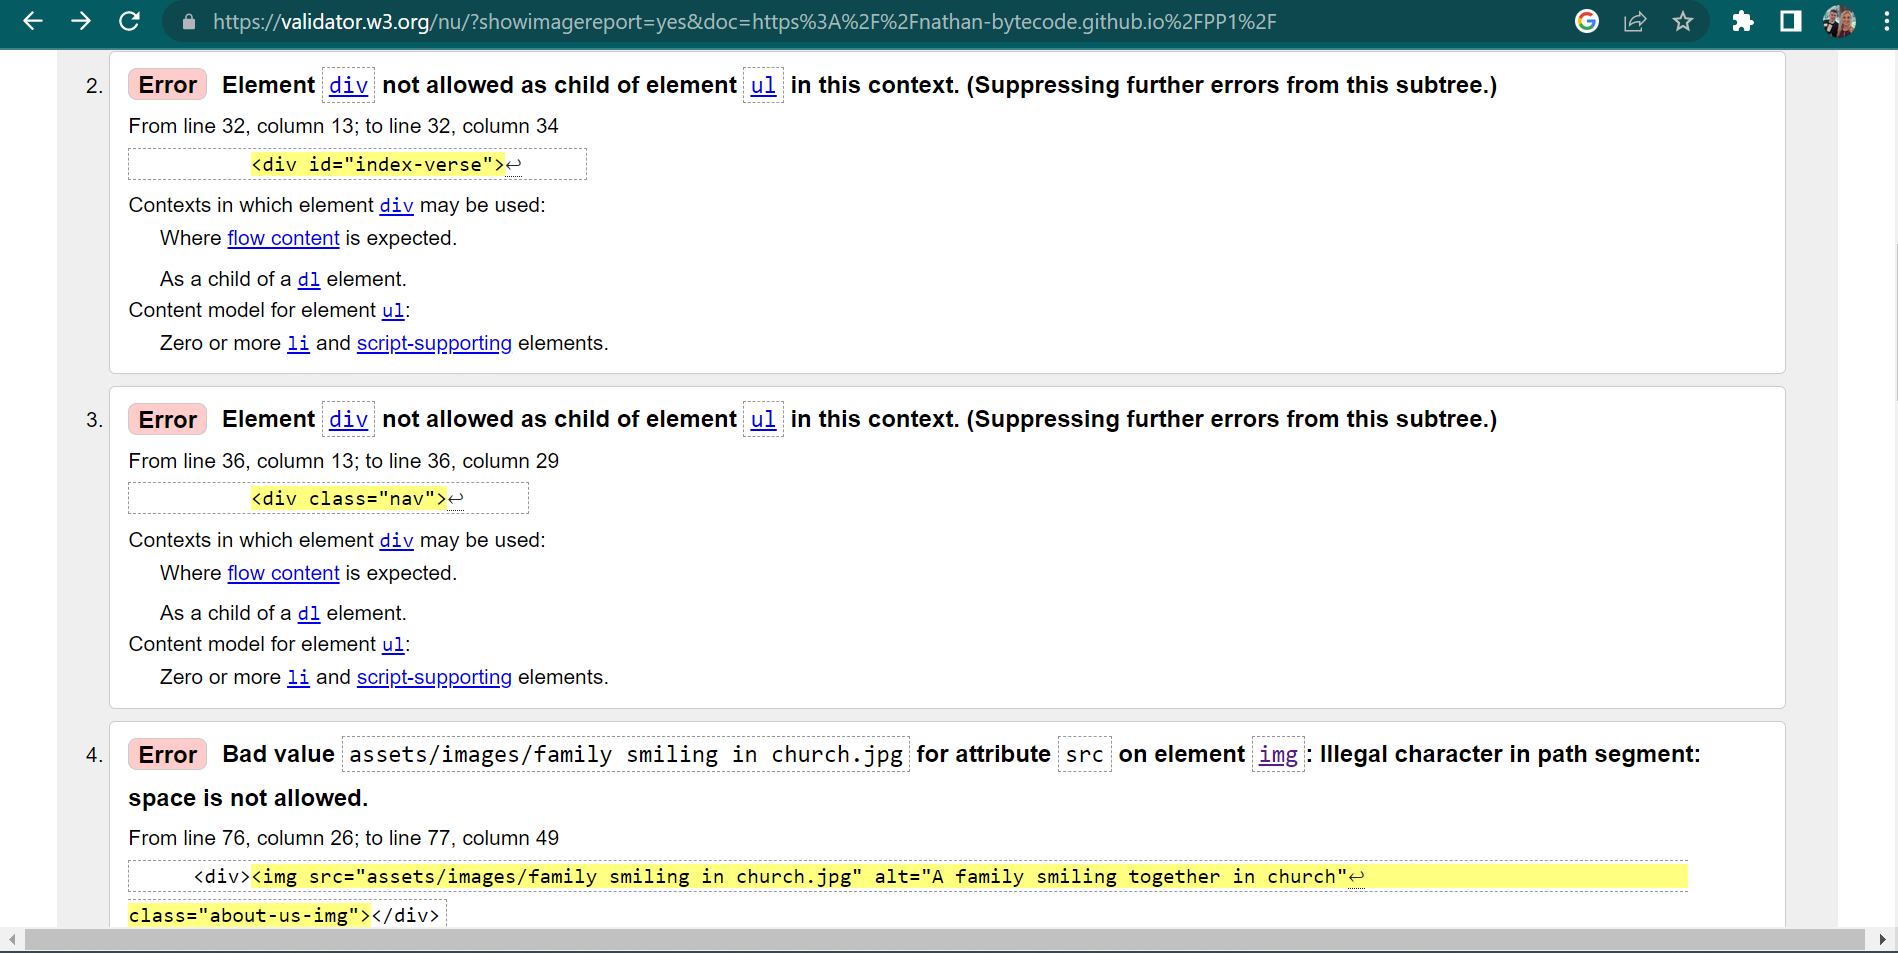 https://validator.w3.org/nu/?showimagereport=yes&doc=https%3A%2F%2Fnathan-bytecode.github.io%2FPP1%2F
2. Error Element div not allowed as child of element ul in this context. (Suppressing further errors from this subtree.)
From line 32, column 13; to line 32, column 34
<div id="index-verse">↩
Contexts in which element div may be used:
Where flow content is expected.
As a child of a dl element.
Content model for element ul:
Zero or more li and script-supporting elements.
3. Error Element div not allowed as child of element ul in this context. (Suppressing further errors from this subtree.)
From line 36, column 13; to line 36, column 29
<div class="nav">↩
Contexts in which element div may be used:
Where flow content is expected.
As a child of a dl element.
Content model for element ul:
Zero or more li and script-supporting elements.
4. Error Bad value assets/images/family smiling in church.jpg for attribute src on element img: Illegal character in path segment:
space is not allowed.
From line 76, column 26; to line 77, column 49
<div><img src="assets/images/family smiling in church.jpg" alt="A family smiling together in church"↩
class="about-us-img"></div>